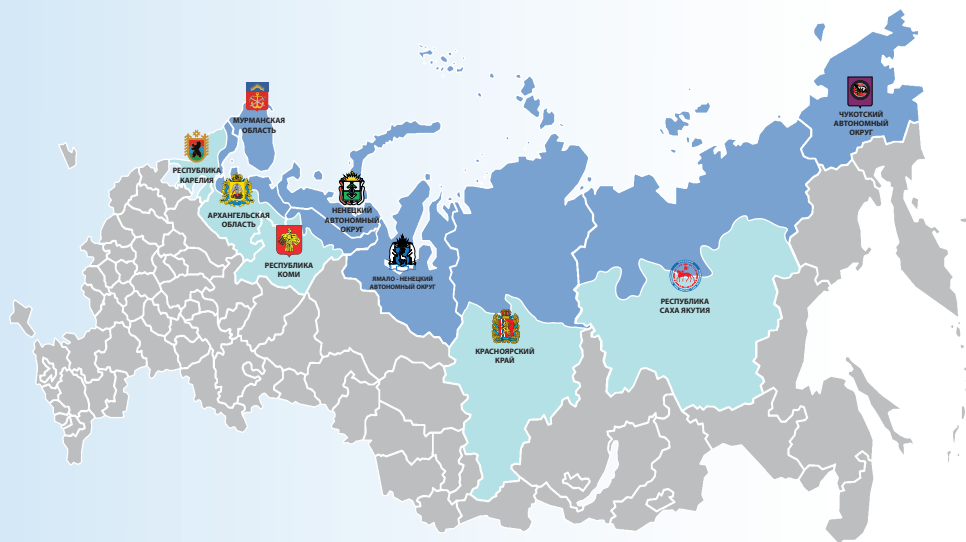 МУРМАНСКАЯ
ОБЛАСТЬ
ЧУКОТСКИЙ
АВТОНОМНЫЙ
ОКРУГ
РЕСПУБЛИКА
КАРЕЛИЯ
АРХАНГЕЛЬСКАЯ
ОБЛАСТЬ
НЕНЕЦКИЙ
АВТОНОМНЫЙ
ОКРУГ
РЕСПУБЛИКА
КОМИ
ЯМАЛО - НЕНЕЦКИЙ
АВТОНОМНЫЙ ОКРУГ
РЕСПУБЛИКА
САХА ЯКУТИЯ
КРАСНОЯРСКИЙ
КРАЙ